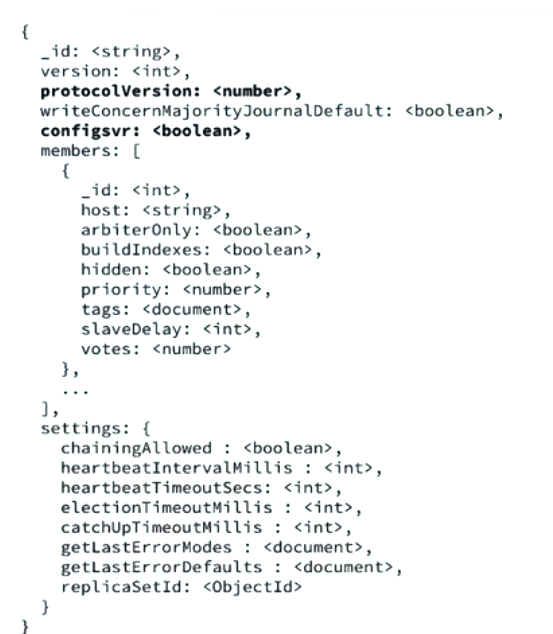 {
  _id: <string>,
  version: <int>,
  protocolVersion: <number>,
  writeConcernMajorityJournalDefault: <boolean>,
  configsvr: <boolean>,
  members: [
    {
      _id: <int>,
      host: <string>,
      arbiterOnly: <boolean>,
      buildIndexes: <boolean>,
      hidden: <boolean>,
      priority: <number>,
      tags: <document>,
      slaveDelay: <int>,
      votes: <number>
    },
    ...
  ],
  settings: {
    chainingAllowed : <boolean>,
    heartbeatIntervalMillis : <int>,
    heartbeatTimeoutSecs: <int>,
    electionTimeoutMillis : <int>,
    catchUpTimeoutMillis : <int>,
    getLastErrorModes : <document>,
    getLastErrorDefaults : <document>,
    replicaSetId: <ObjectId>
  }
}